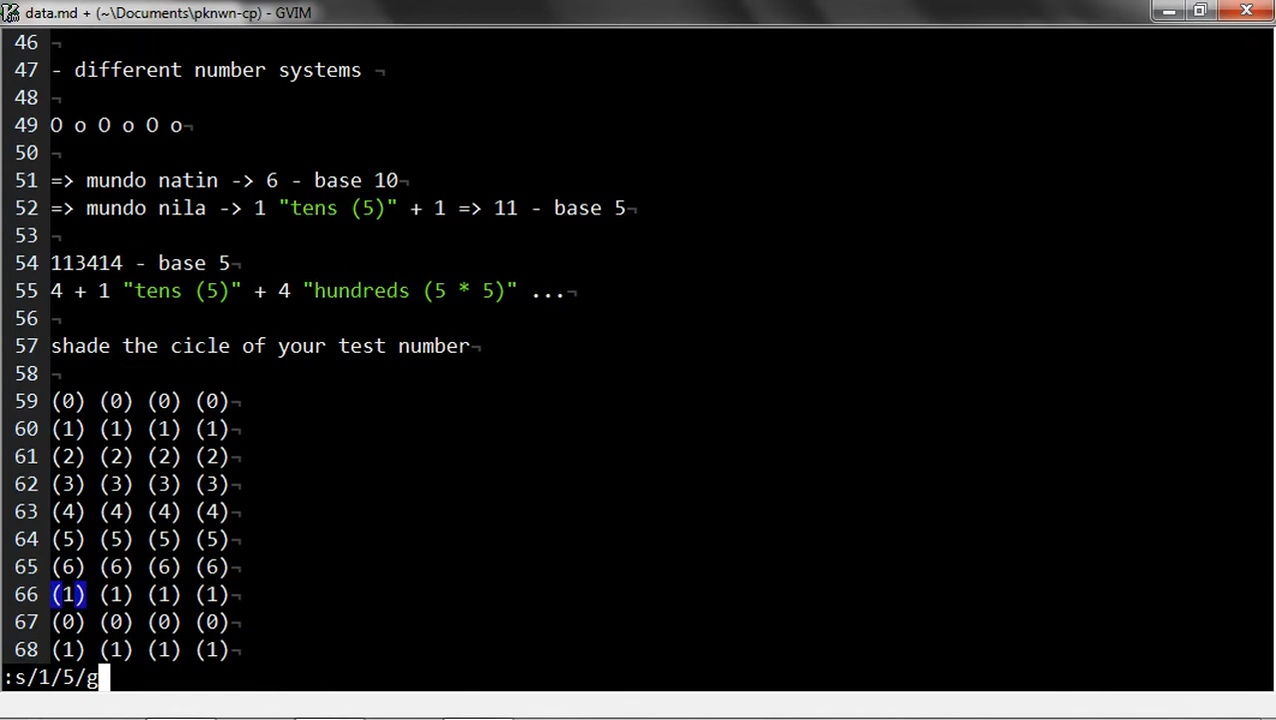 data.md + (~\Documents\pknwn-cp) - GVIM
46 ¬
47 - different number systems ¬
48 ¬
49 O o O o O o¬
50 ¬
51 => mundo natin -> 6 - base 10¬
52 => mundo nila -> 1 "tens (5)" + 1 => 11 - base 5¬
53 ¬
54 113414 - base 5¬
55 4 + 1 "tens (5)" + 4 "hundreds (5 * 5)" ...¬
56 ¬
57 shade the cicle of your test number¬
58 ¬
59 (0) (0) (0) (0)¬
60 (1) (1) (1) (1)¬
61 (2) (2) (2) (2)¬
62 (3) (3) (3) (3)¬
63 (4) (4) (4) (4)¬
64 (5) (5) (5) (5)¬
65 (6) (6) (6) (6)¬
66 (1) (1) (1) (1)¬
67 (0) (0) (0) (0)¬
68 (1) (1) (1) (1)¬
:s/1/5/g